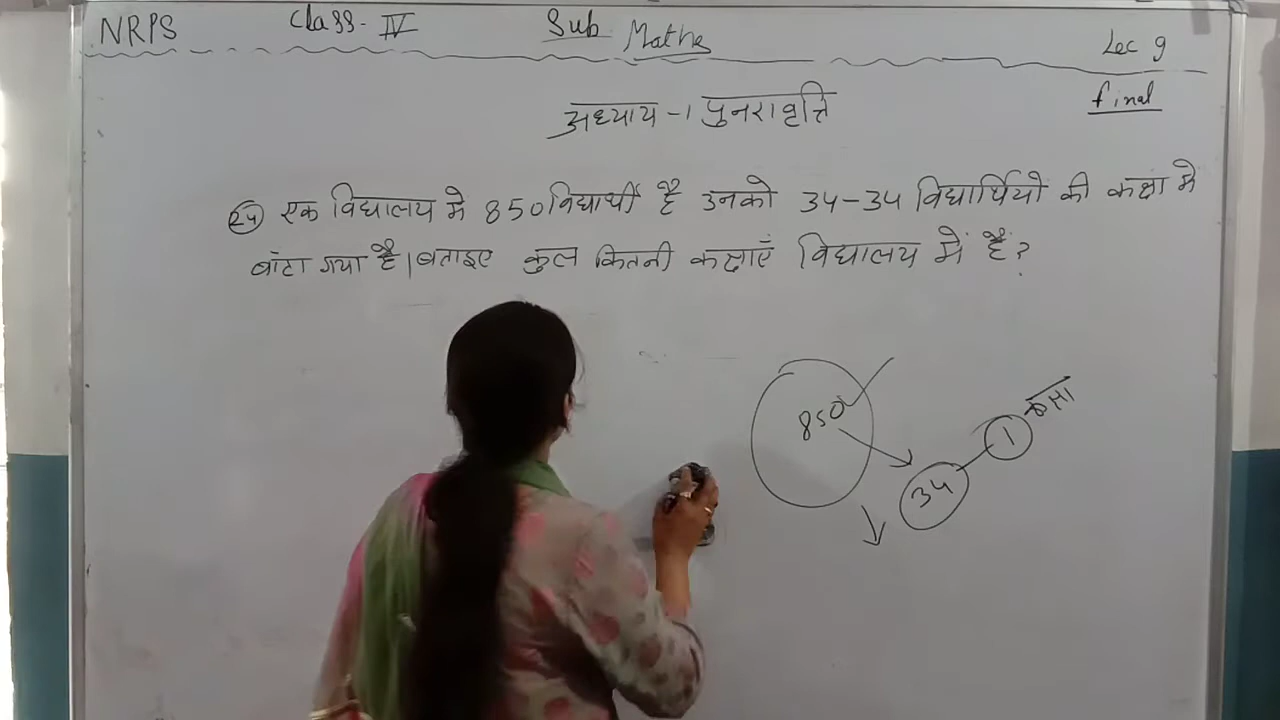 NRPS Class- IV Sub Maths Lec 9
final
अध्याय -1 पुनरावृत्ति
24 एक विद्यालय मे 850 विद्यार्थी है उनको 34-34 विद्यार्थियो की कक्षा मे
बांटा गया है। बताइए कुल कितनी कक्षाएँ विद्यालय में हैं?
850
34
1 कक्षा